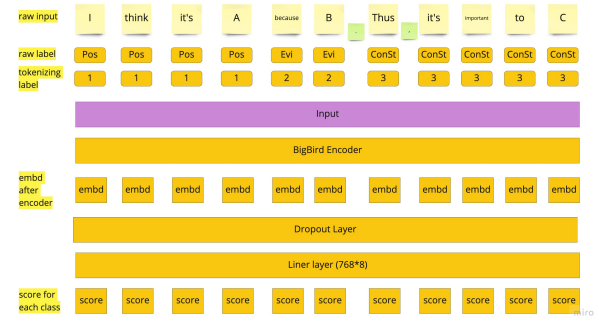 raw input I think it's A because B . Thus , it's important to C
raw label Pos Pos Pos Pos Evi Evi ConSt ConSt ConSt ConSt ConSt
tokenizing
label 1 1 1 1 2 2 3 3 3 3 3
Input
BigBird Encoder
embd
after
encoder embd embd embd embd embd embd embd embd embd embd embd
Dropout Layer
Liner layer (768*8)
score for
each class score score score score score score score score score score score
miro